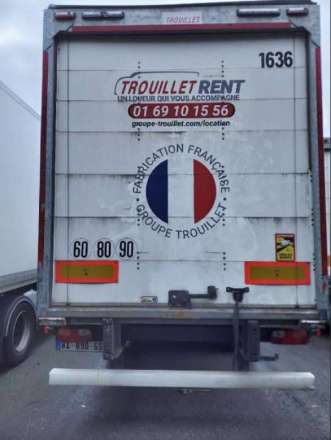 TROUILLET
1636
TROUILLET RENT
UN LOUEUR QUI VOUS ACCOMPAGNE
01 69 10 15 56
groupe-trouillet.com/location
• FABRICATION FRANÇAISE •
GROUPE TROUILLET
60 80 90